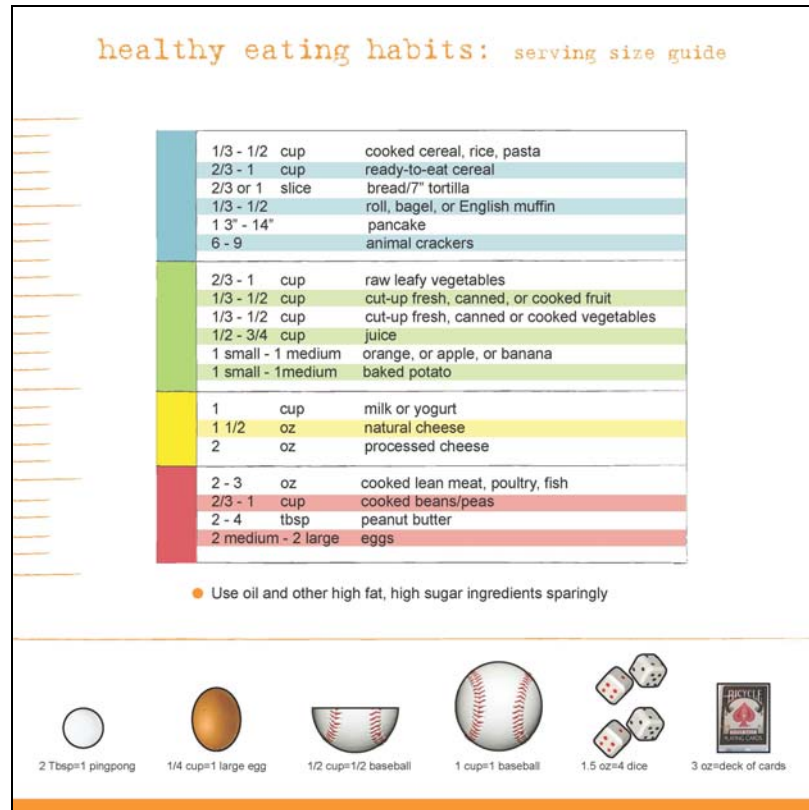 healthy eating habits: serving size guide
1/3 - 1/2 cup cooked cereal, rice, pasta
2/3 - 1 cup ready-to-eat cereal
2/3 or 1 slice bread/7" tortilla
1/3 - 1/2 roll, bagel, or English muffin
1 3" - 14" pancake
6 - 9 animal crackers
2/3 - 1 cup raw leafy vegetables
1/3 - 1/2 cup cut-up fresh, canned, or cooked fruit
1/3 - 1/2 cup cut-up fresh, canned or cooked vegetables
1/2 - 3/4 cup juice
1 small - 1 medium orange, or apple, or banana
1 small - 1medium baked potato
1 cup milk or yogurt
1 1/2 oz natural cheese
2 oz processed cheese
2 - 3 oz cooked lean meat, poultry, fish
2/3 - 1 cup cooked beans/peas
2 - 4 tbsp peanut butter
2 medium - 2 large eggs
Use oil and other high fat, high sugar ingredients sparingly
BICYCLE
PLAYING CARDS
2 Tbsp=1 pingpong
1/4 cup=1 large egg
1/2 cup=1/2 baseball
1 cup=1 baseball
1.5 oz=4 dice
3 oz=deck of cards